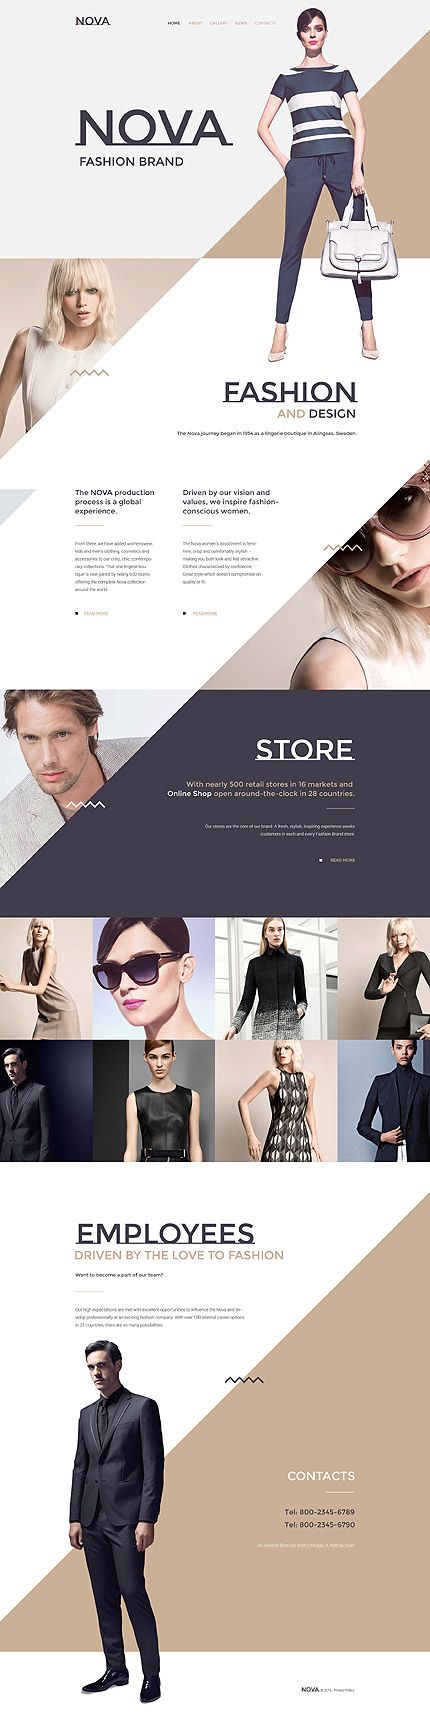 NOVA
HOME ABOUT GALLERY NEWS CONTACTS
NOVA
FASHION BRAND
FASHION
AND DESIGN
The Nova journey began in 1954 as a lingerie boutique in Alingsas, Sweden.
The NOVA production
process is a global
experience.
From there, we have added womenswear,
kids and men's clothing, cosmetics and
accessories to our crisp, chic, contempo-
rary collections. That one lingerie bou-
tique is now joined by nearly 500 stores
offering the complete Nova collection
around the world.
READ MORE
Driven by our vision and
values, we inspire fashion-
conscious women.
The Nova women's assortment is femi-
nine, crisp and comfortably stylish –
making you both look and feel attractive.
Clothes characterized by confidence.
Great style which doesn't compromise on
quality or fit.
READ MORE
STORE
With nearly 500 retail stores in 16 markets and
Online Shop open around-the-clock in 28 countries.
Our stores are the core of our brand. A fresh, stylish, inspiring experience awaits
customers in each and every Fashion Brand store.
READ MORE
EMPLOYEES
DRIVEN BY THE LOVE TO FASHION
Want to become a part of our team?
Our high expectations are met with excellent opportunities to influence the Nova and de-
velop professionally at an exciting fashion company. With over 100 internal career options
in 21 countries, there are so many possibilities.
CONTACTS
Tel: 800-2345-6789
Tel: 800-2345-6790
NOVA © 2016 Privacy Policy